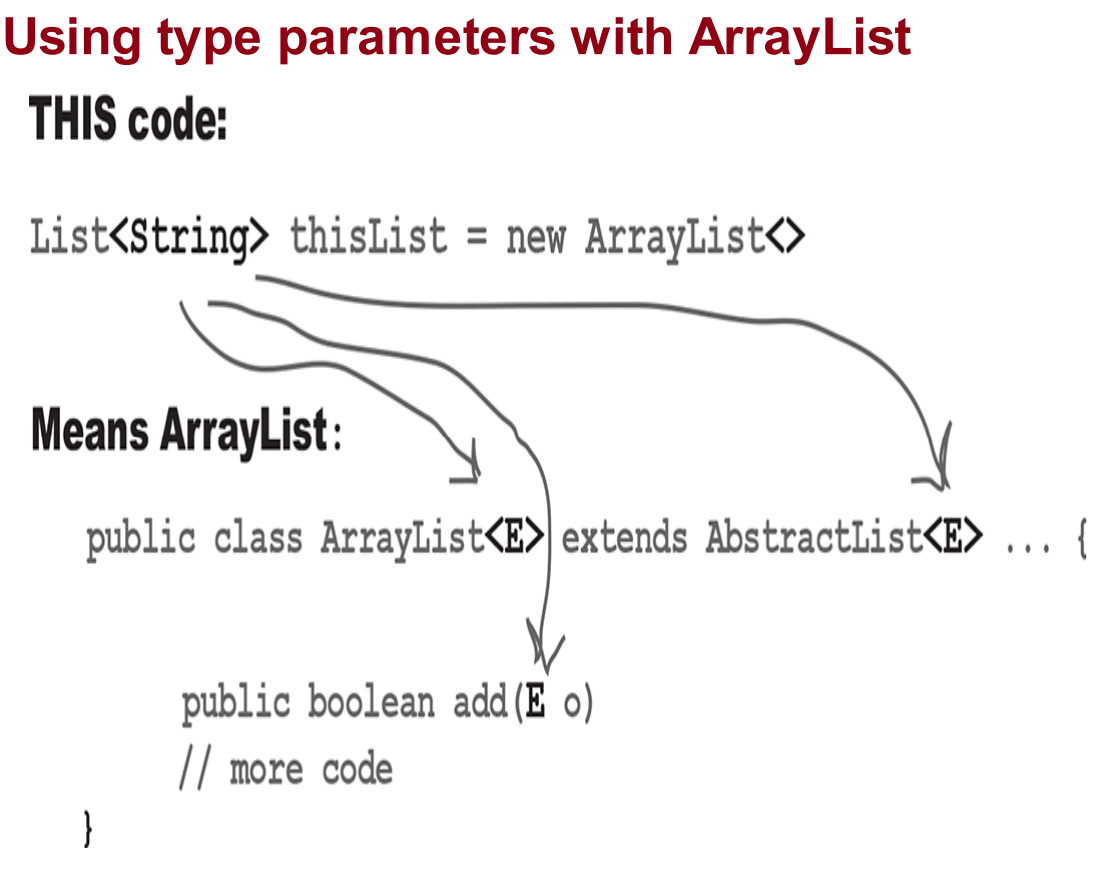 Using type parameters with ArrayList
THIS code:
List<String> thisList = new ArrayList<>
Means ArrayList:
public class ArrayList<E> extends AbstractList<E> ... {
public boolean add(E o)
// more code
}